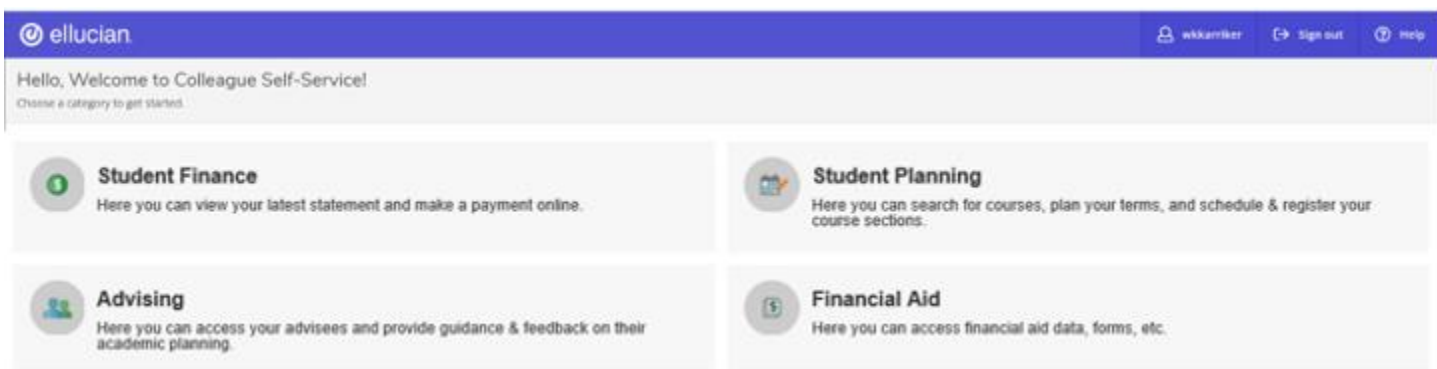 ellucian
wkkarriker
Sign out
Help
Hello, Welcome to Colleague Self-Service!
Choose a category to get started.
Student Finance
Here you can view your latest statement and make a payment online.
Student Planning
Here you can search for courses, plan your terms, and schedule & register your
course sections.
Advising
Here you can access your advisees and provide guidance & feedback on their
academic planning.
Financial Aid
Here you can access financial aid data, forms, etc.